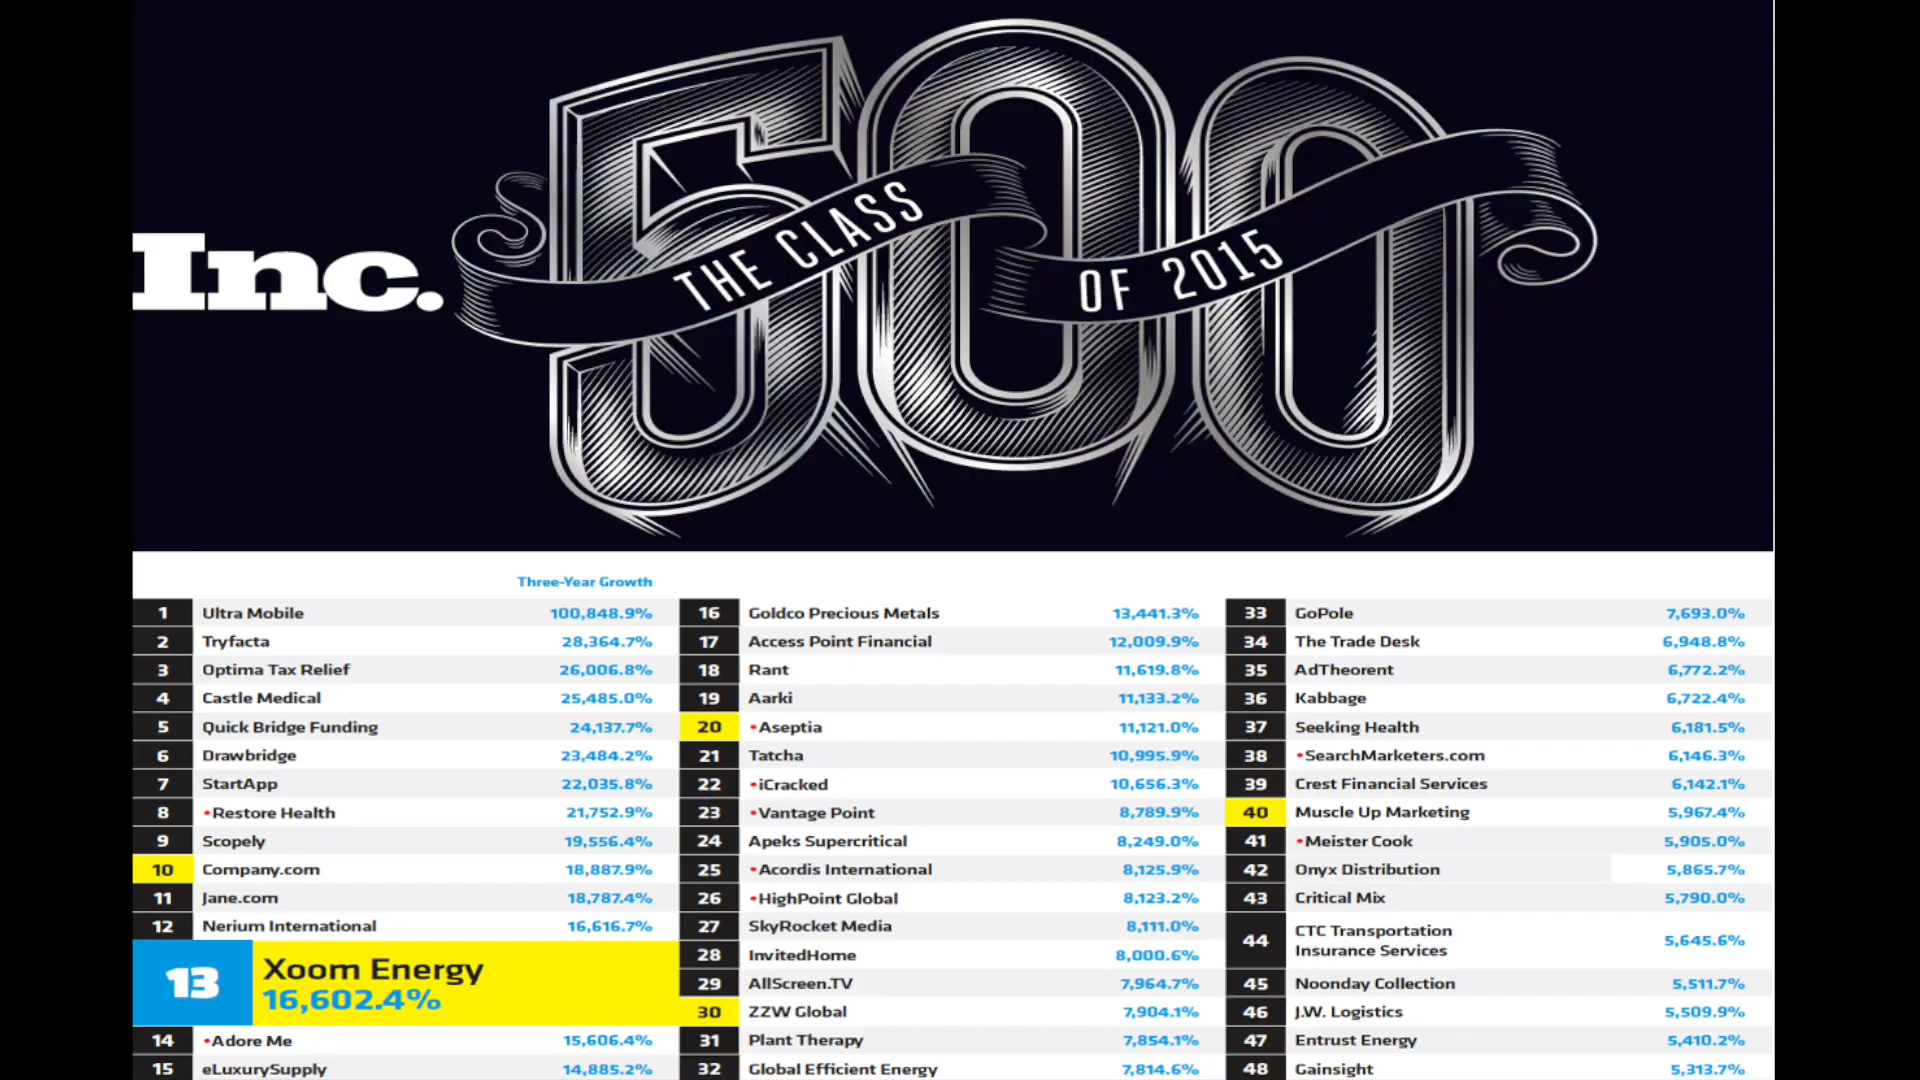 Inc.
THE CLASS
OF 2015
Three-Year Growth
1 Ultra Mobile 100,848.9%
2 Tryfacta 28,364.7%
3 Optima Tax Relief 26,006.8%
4 Castle Medical 25,485.0%
5 Quick Bridge Funding 24,137.7%
6 Drawbridge 23,484.2%
7 StartApp 22,035.8%
8 •Restore Health 21,752.9%
9 Scopely 19,556.4%
10 Company.com 18,887.9%
11 Jane.com 18,787.4%
12 Nerium International 16,616.7%
13 Xoom Energy
16,602.4%
14 •Adore Me 15,606.4%
15 eLuxurySupply 14,885.2%
16 Goldco Precious Metals 13,441.3%
17 Access Point Financial 12,009.9%
18 Rant 11,619.8%
19 Aarki 11,133.2%
20 •Aseptia 11,121.0%
21 Tatcha 10,995.9%
22 •iCracked 10,656.3%
23 •Vantage Point 8,789.9%
24 Apeks Supercritical 8,249.0%
25 •Acordis International 8,125.9%
26 •HighPoint Global 8,123.2%
27 SkyRocket Media 8,111.0%
28 InvitedHome 8,000.6%
29 AllScreen.TV 7,964.7%
30 ZZW Global 7,904.1%
31 Plant Therapy 7,854.1%
32 Global Efficient Energy 7,814.6%
33 GoPole 7,693.0%
34 The Trade Desk 6,948.8%
35 AdTheorent 6,772.2%
36 Kabbage 6,722.4%
37 Seeking Health 6,181.5%
38 •SearchMarketers.com 6,146.3%
39 Crest Financial Services 6,142.1%
40 Muscle Up Marketing 5,967.4%
41 •Meister Cook 5,905.0%
42 Onyx Distribution 5,865.7%
43 Critical Mix 5,790.0%
44 CTC Transportation
Insurance Services 5,645.6%
45 Noonday Collection 5,511.7%
46 J.W. Logistics 5,509.9%
47 Entrust Energy 5,410.2%
48 Gainsight 5,313.7%
500